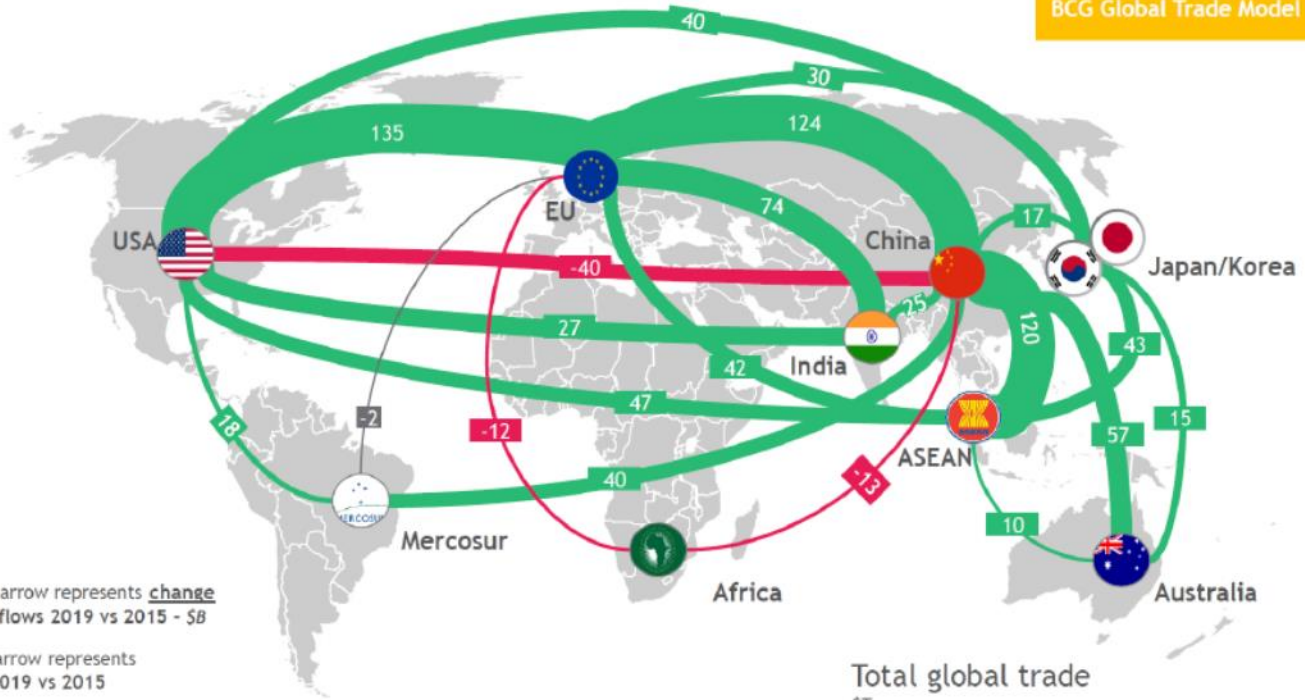 BCG Global Trade Model
40
30
135
124
74
17
EU
USA
China
Japan/Korea
-40
25
27
120
43
India
42
47
18
-2
-12
57
15
ASEAN
40
-13
10
Mercosur
MERCOSUR
Africa
Australia
arrow represents change
flows 2019 vs 2015 - $B
arrow represents
2019 vs 2015
Total global trade